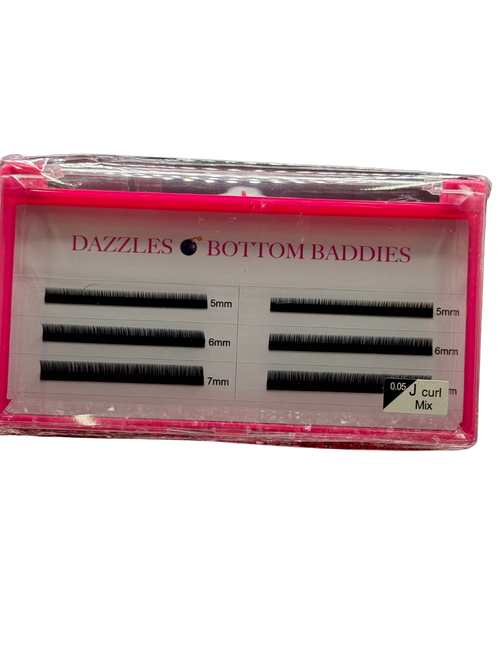 DAZZLES BOTTOM BADDIES
5mm 5mm
6mm 6mm
7mm
0.05 J curl
Mix